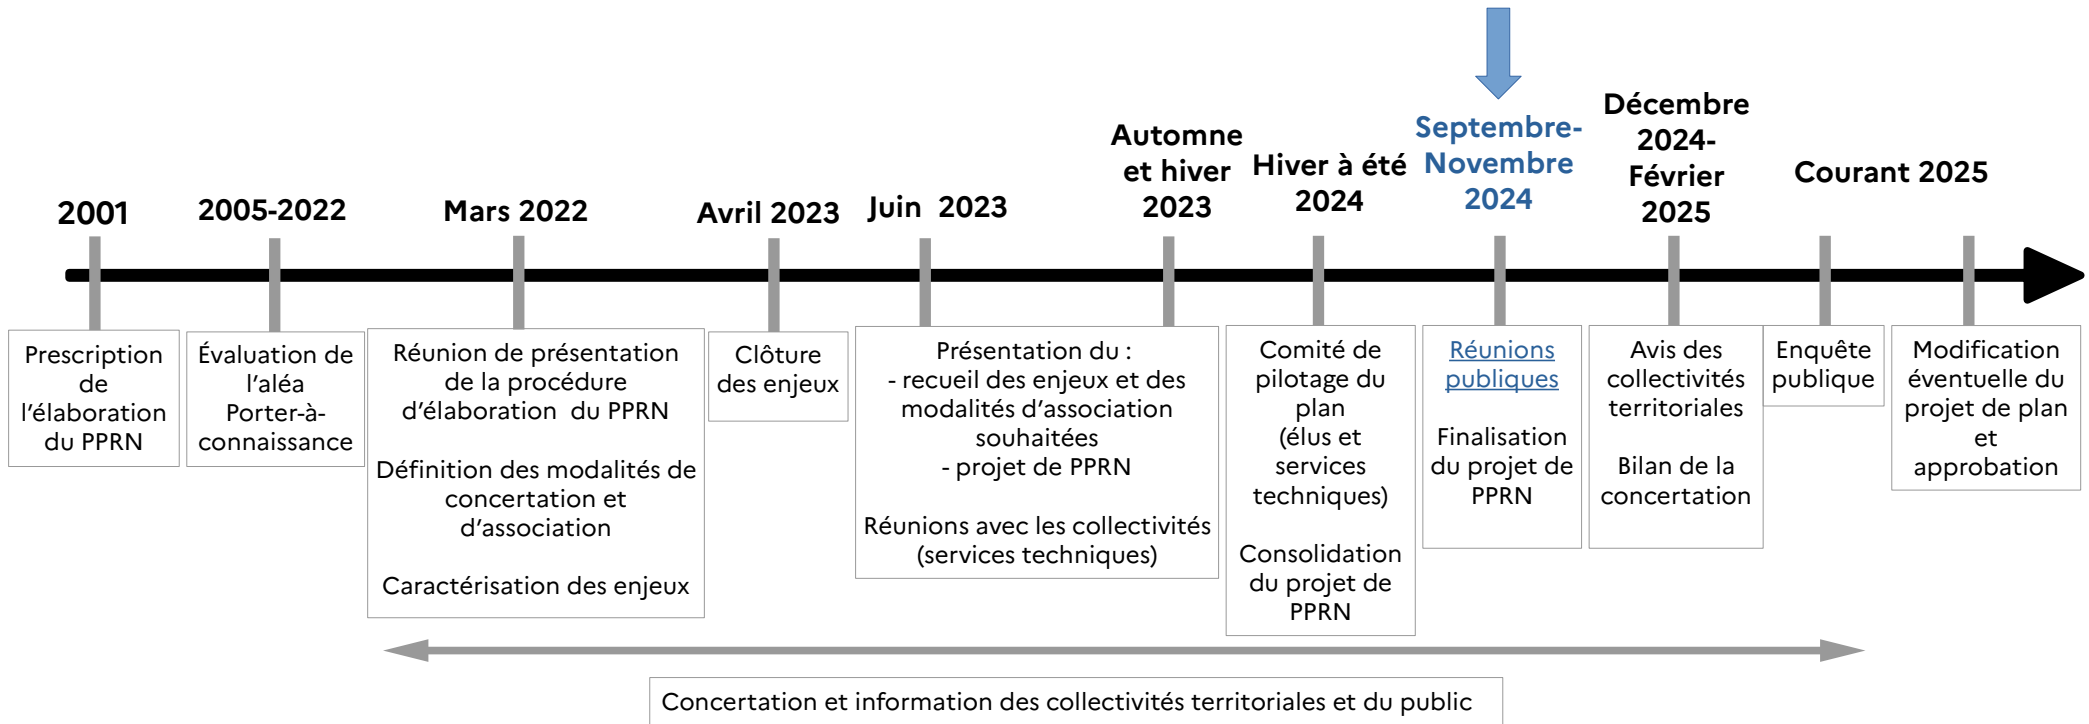 2001
2005-2022
Mars 2022
Avril 2023
Juin 2023
Automne
et hiver
2023
Hiver à été
2024
Septembre-
Novembre
2024
Décembre
2024-
Février
2025
Courant 2025
Prescription
de
l'élaboration
du PPRN
Évaluation de
l'aléa
Porter-à-
connaissance
Réunion de présentation
de la procédure
d'élaboration du PPRN
Définition des modalités de
concertation et
d'association
Caractérisation des enjeux
Clôture
des enjeux
Présentation du :
- recueil des enjeux et des
modalités d'association
souhaitées
- projet de PPRN
Réunions avec les collectivités
(services techniques)
Comité de
pilotage du
plan
(élus et
services
techniques)
Consolidation
du projet de
PPRN
Réunions
publiques
Finalisation
du projet de
PPRN
Avis des
collectivités
territoriales
Bilan de la
concertation
Enquête
publique
Modification
éventuelle du
projet de plan
et
approbation
Concertation et information des collectivités territoriales et du public